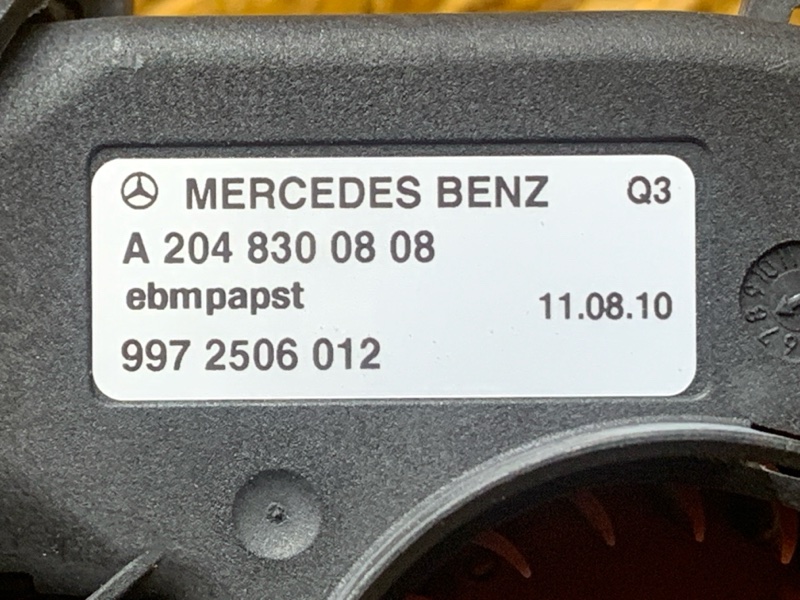 MERCEDES BENZ Q3
A 204 830 08 08
ebmpapst 11.08.10
997 2506 012